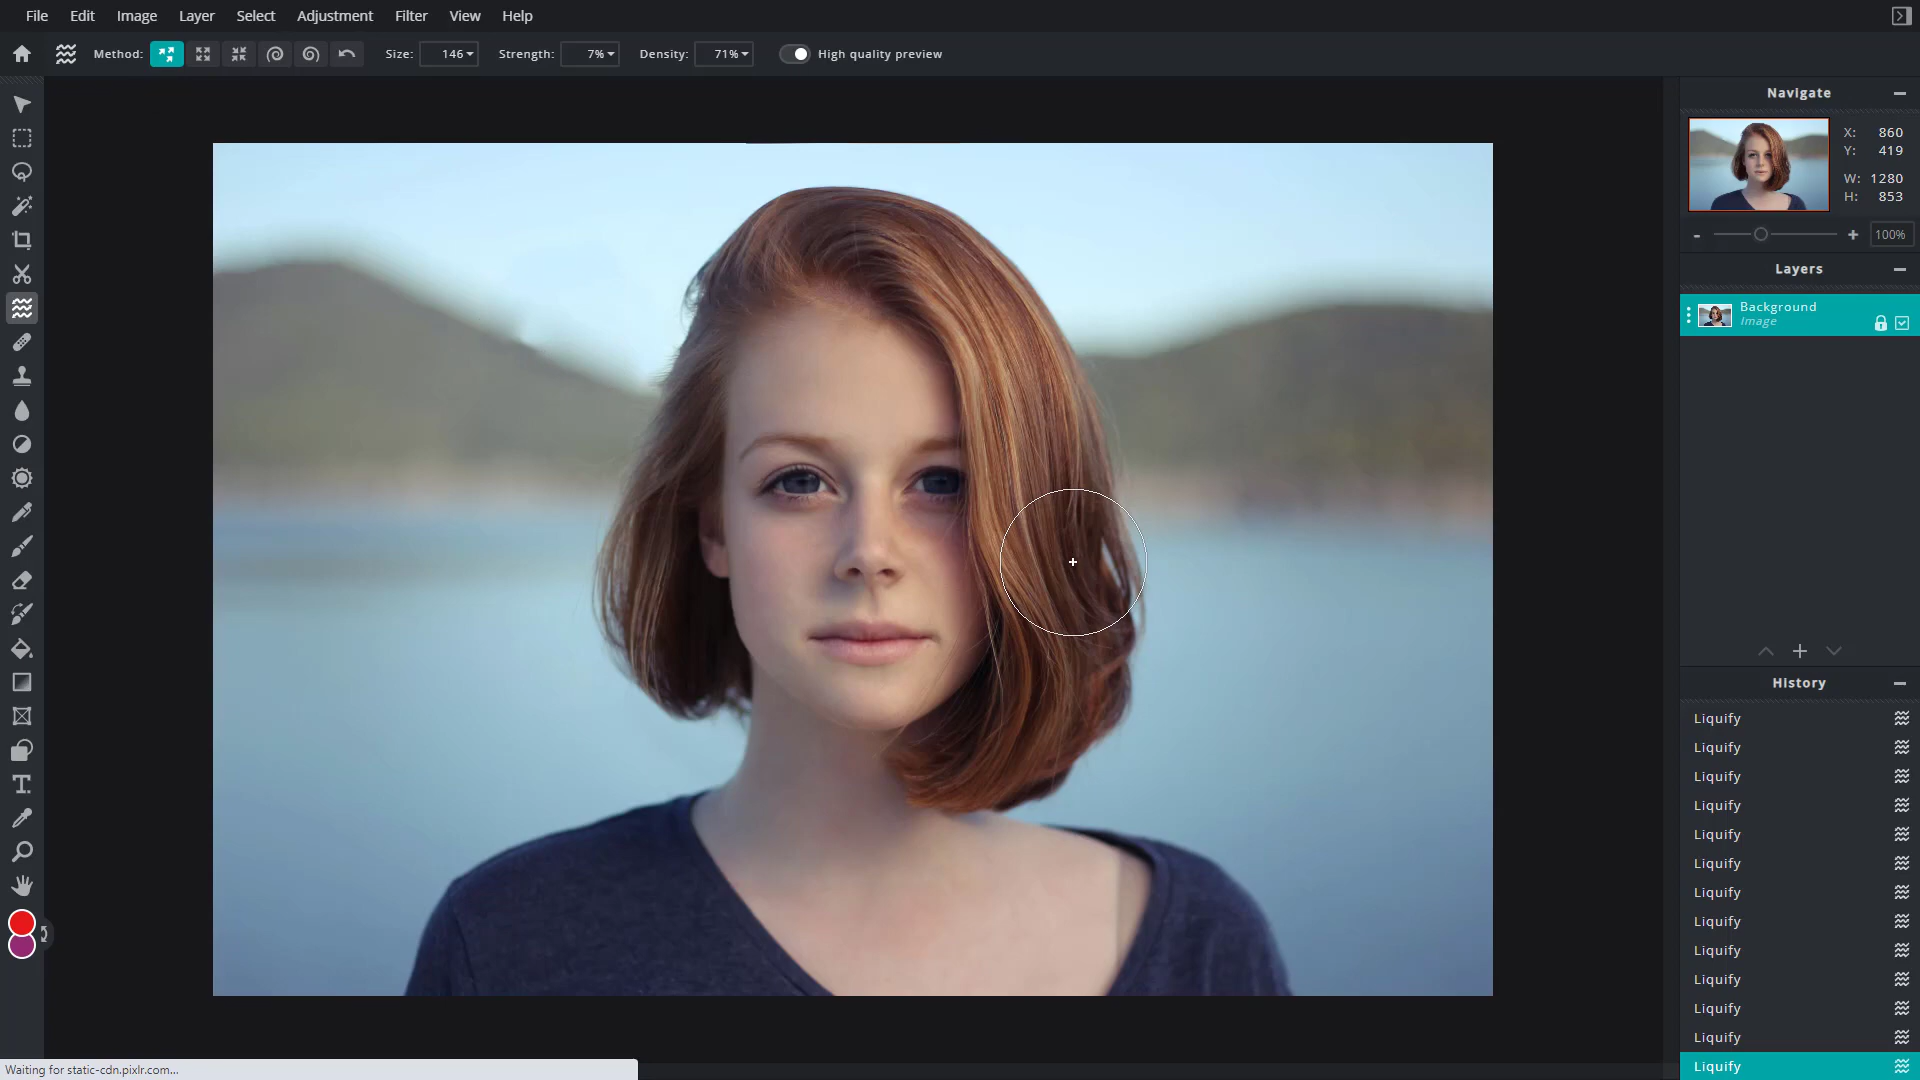 File Edit Image Layer Select Adjustment Filter View Help
Method: Size: 146 Strength: 7% Density: 71% High quality preview
Navigate
X: 860
Y: 419
W: 1280
H: 853
- + 100%
Layers
Background
Image
History
Liquify
Liquify
Liquify
Liquify
Liquify
Liquify
Liquify
Liquify
Liquify
Liquify
Liquify
Liquify
Liquify
Waiting for static-cdn.pixlr.com...